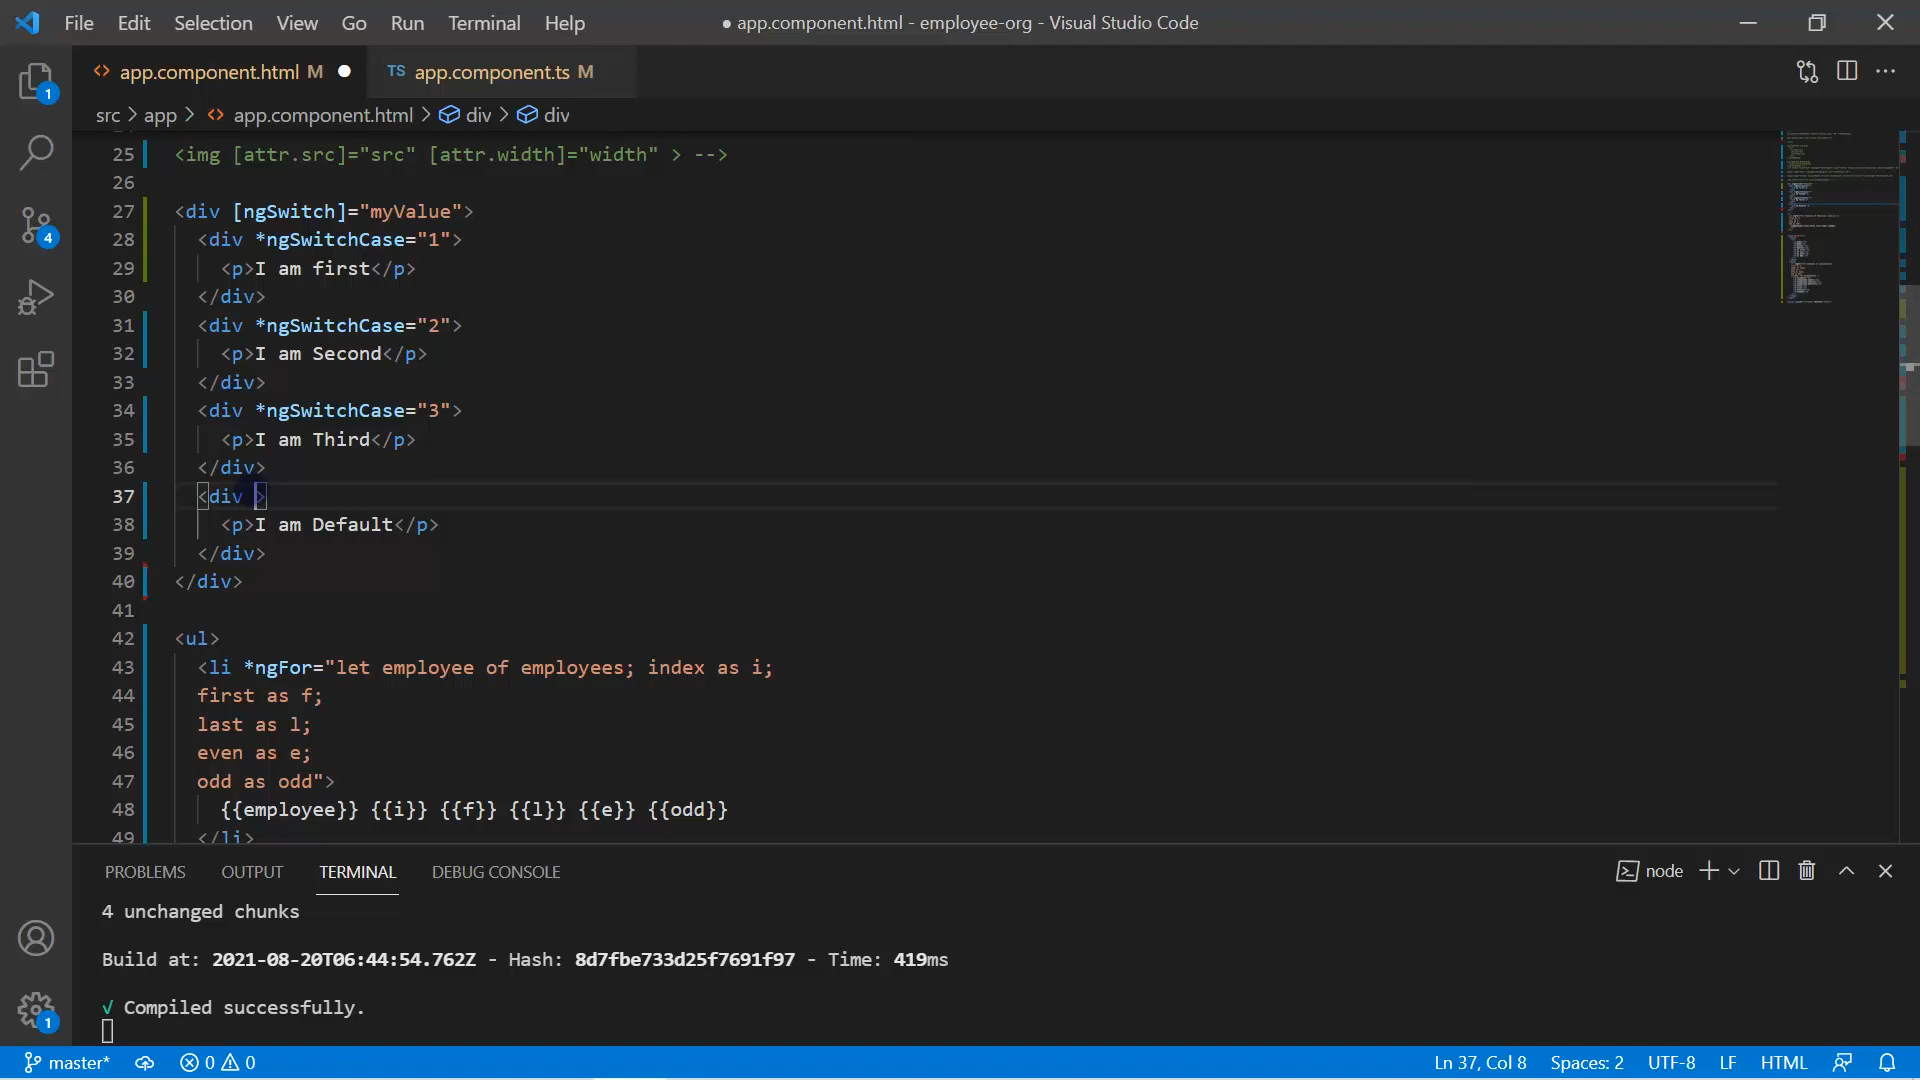 File Edit Selection View Go Run Terminal Help ● app.component.html - employee-org - Visual Studio Code
app.component.html M TS app.component.ts M
src > app > app.component.html > div > div
25 <img [attr.src]="src" [attr.width]="width" > -->
26
27 <div [ngSwitch]="myValue">
28 <div *ngSwitchCase="1">
29 <p>I am first</p>
30 </div>
31 <div *ngSwitchCase="2">
32 <p>I am Second</p>
33 </div>
34 <div *ngSwitchCase="3">
35 <p>I am Third</p>
36 </div>
37 <div >
38 <p>I am Default</p>
39 </div>
40 </div>
41
42 <ul>
43 <li *ngFor="let employee of employees; index as i;
44 first as f;
45 last as l;
46 even as e;
47 odd as odd">
48 {{employee}} {{i}} {{f}} {{l}} {{e}} {{odd}}
49 </li>
PROBLEMS OUTPUT TERMINAL DEBUG CONSOLE node
4 unchanged chunks
Build at: 2021-08-20T06:44:54.762Z - Hash: 8d7fbe733d25f7691f97 - Time: 419ms
√ Compiled successfully.
master* 0 0 Ln 37, Col 8 Spaces: 2 UTF-8 LF HTML
1
4
1